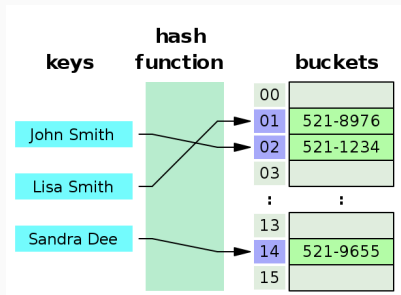 keys
hash
function
buckets
John Smith
Lisa Smith
Sandra Dee
00
01 521-8976
02 521-1234
03
: :
13
14 521-9655
15